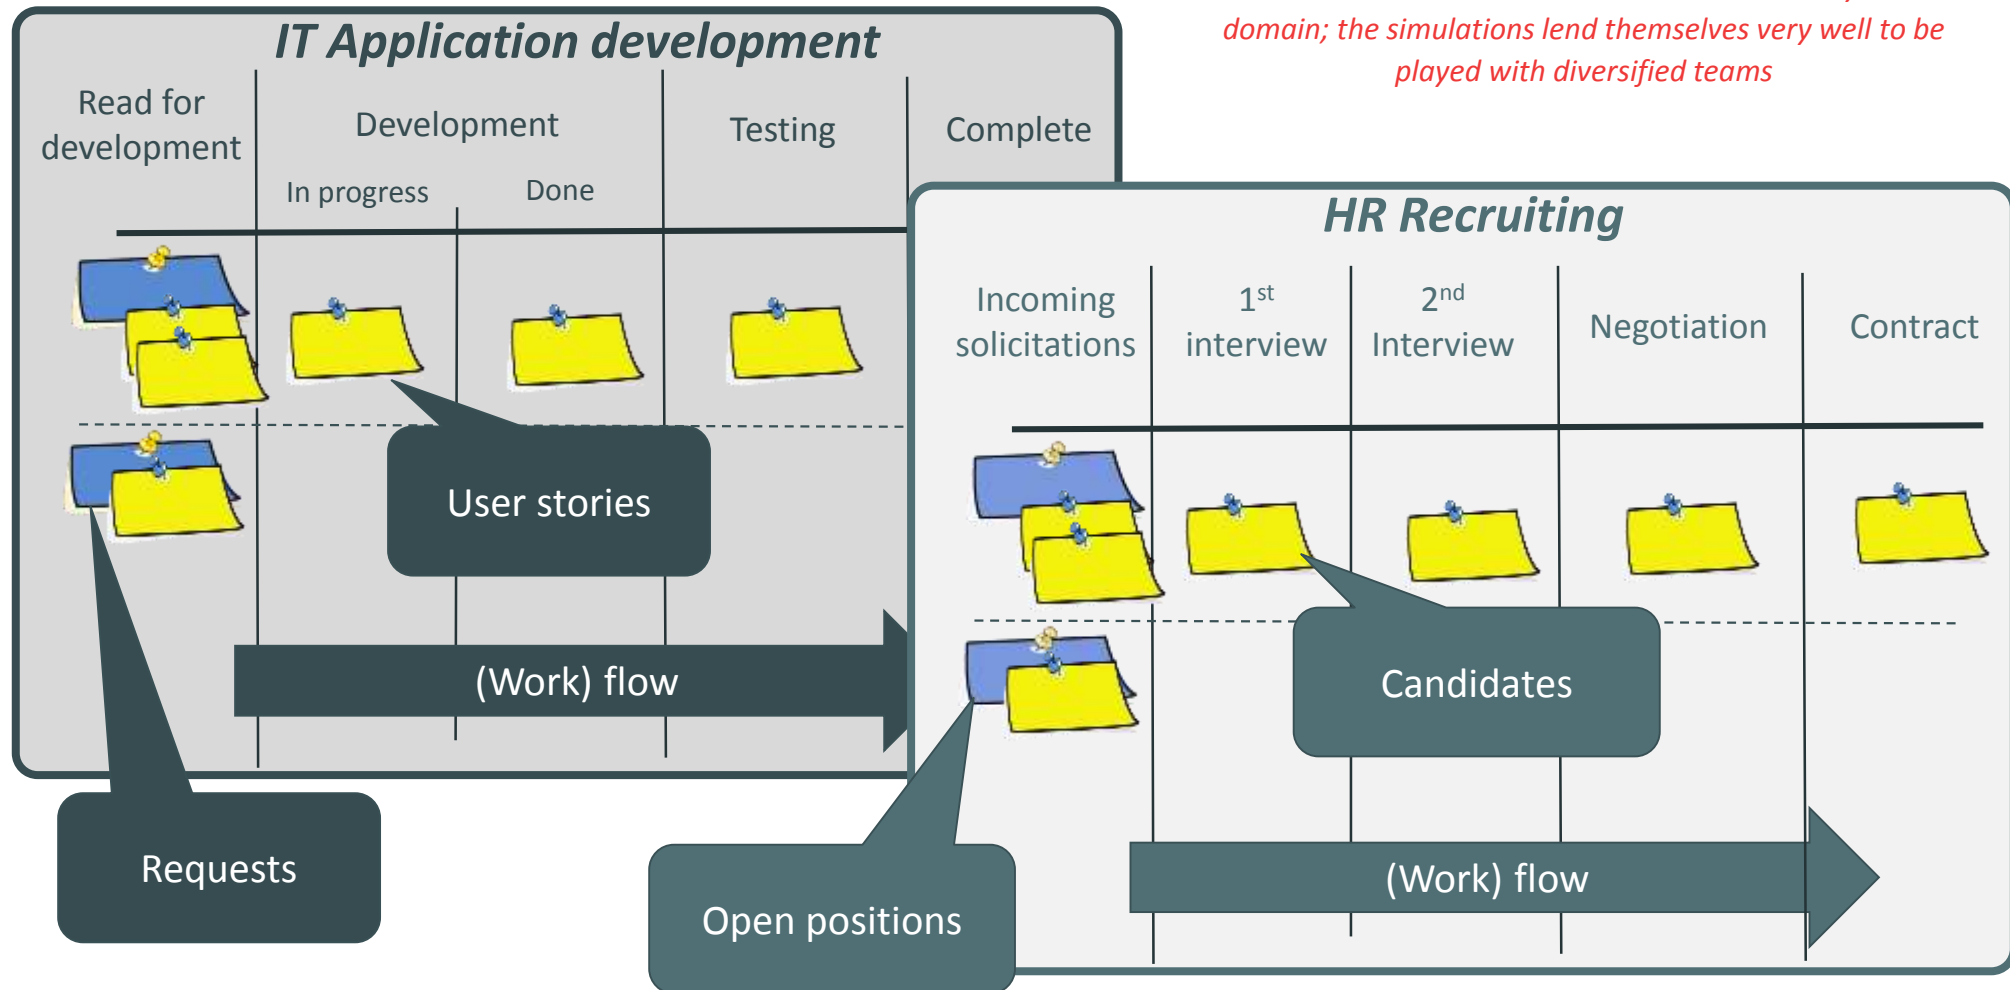 domain; the simulations lend themselves very well to be
played with diversified teams
IT Application development
Read for
development
Development
Testing
Complete
In progress
Done
User stories
(Work) flow
Requests
HR Recruiting
Incoming
solicitations
1st
interview
2nd
Interview
Negotiation
Contract
Candidates
(Work) flow
Open positions